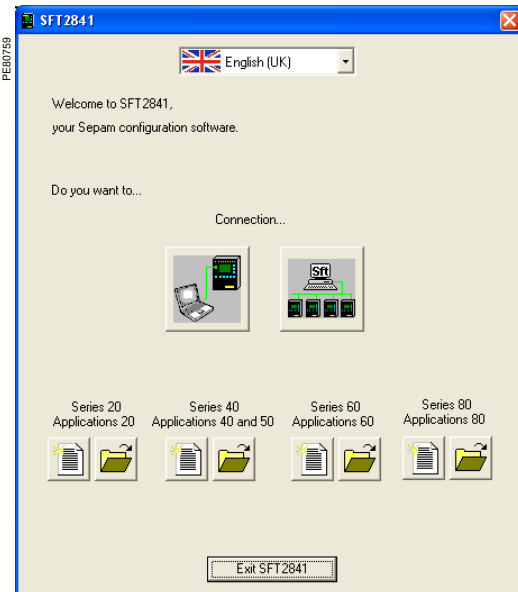 SFT2841
PE80759
English (UK)
Welcome to SFT2841,
your Sepam configuration software.
Do you want to...
Connection...
Sft
Series 20
Applications 20
Series 40
Applications 40 and 50
Series 60
Applications 60
Series 80
Applications 80
Exit SFT2841